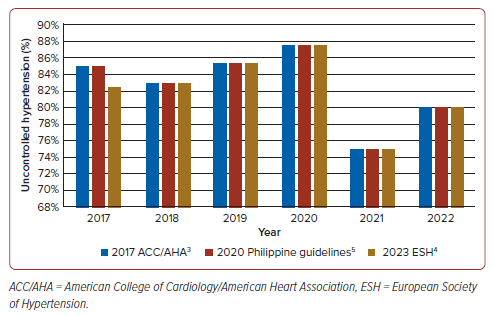 90%
88%
86%
84%
82%
80%
78%
76%
74%
72%
70%
68%
Uncontrolled hypertension (%)
2017 2018 2019 2020 2021 2022
Year
2017 ACC/AHA³ 2020 Philippine guidelines⁵ 2023 ESH⁴
ACC/AHA = American College of Cardiology/American Heart Association, ESH = European Society
of Hypertension.